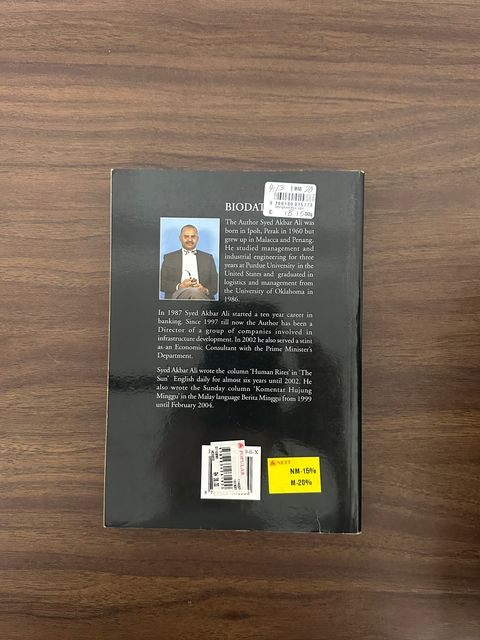 BIODAT
The Author Syed Akbar Ali was
born in Ipoh, Perak in 1960 but
grew up in Malacca and Penang.
He studied management and
industrial engineering for three
years at Purdue University in the
United States and graduated in
logistics and management from
the University of Oklahoma in
1986.
In 1987 Syed Akbar Ali started a ten year career in
banking. Since 1997 till now the Author has been a
Director of a group of companies involved in
infrastructure development. In 2002 he also served a stint
as-an Economic Consultant with the Prime Minister's
Department.
Syed Akbar Ali wrote the column 'Human Rites' in 'The
Sun' English daily for almost six years until 2002. He
also wrote the Sunday column 'Komentar Hujung
Minggu' in the Malay language Berita Minggu from 1999
until February 2004.
POPULAR
NETT
NM-15%
M-20%